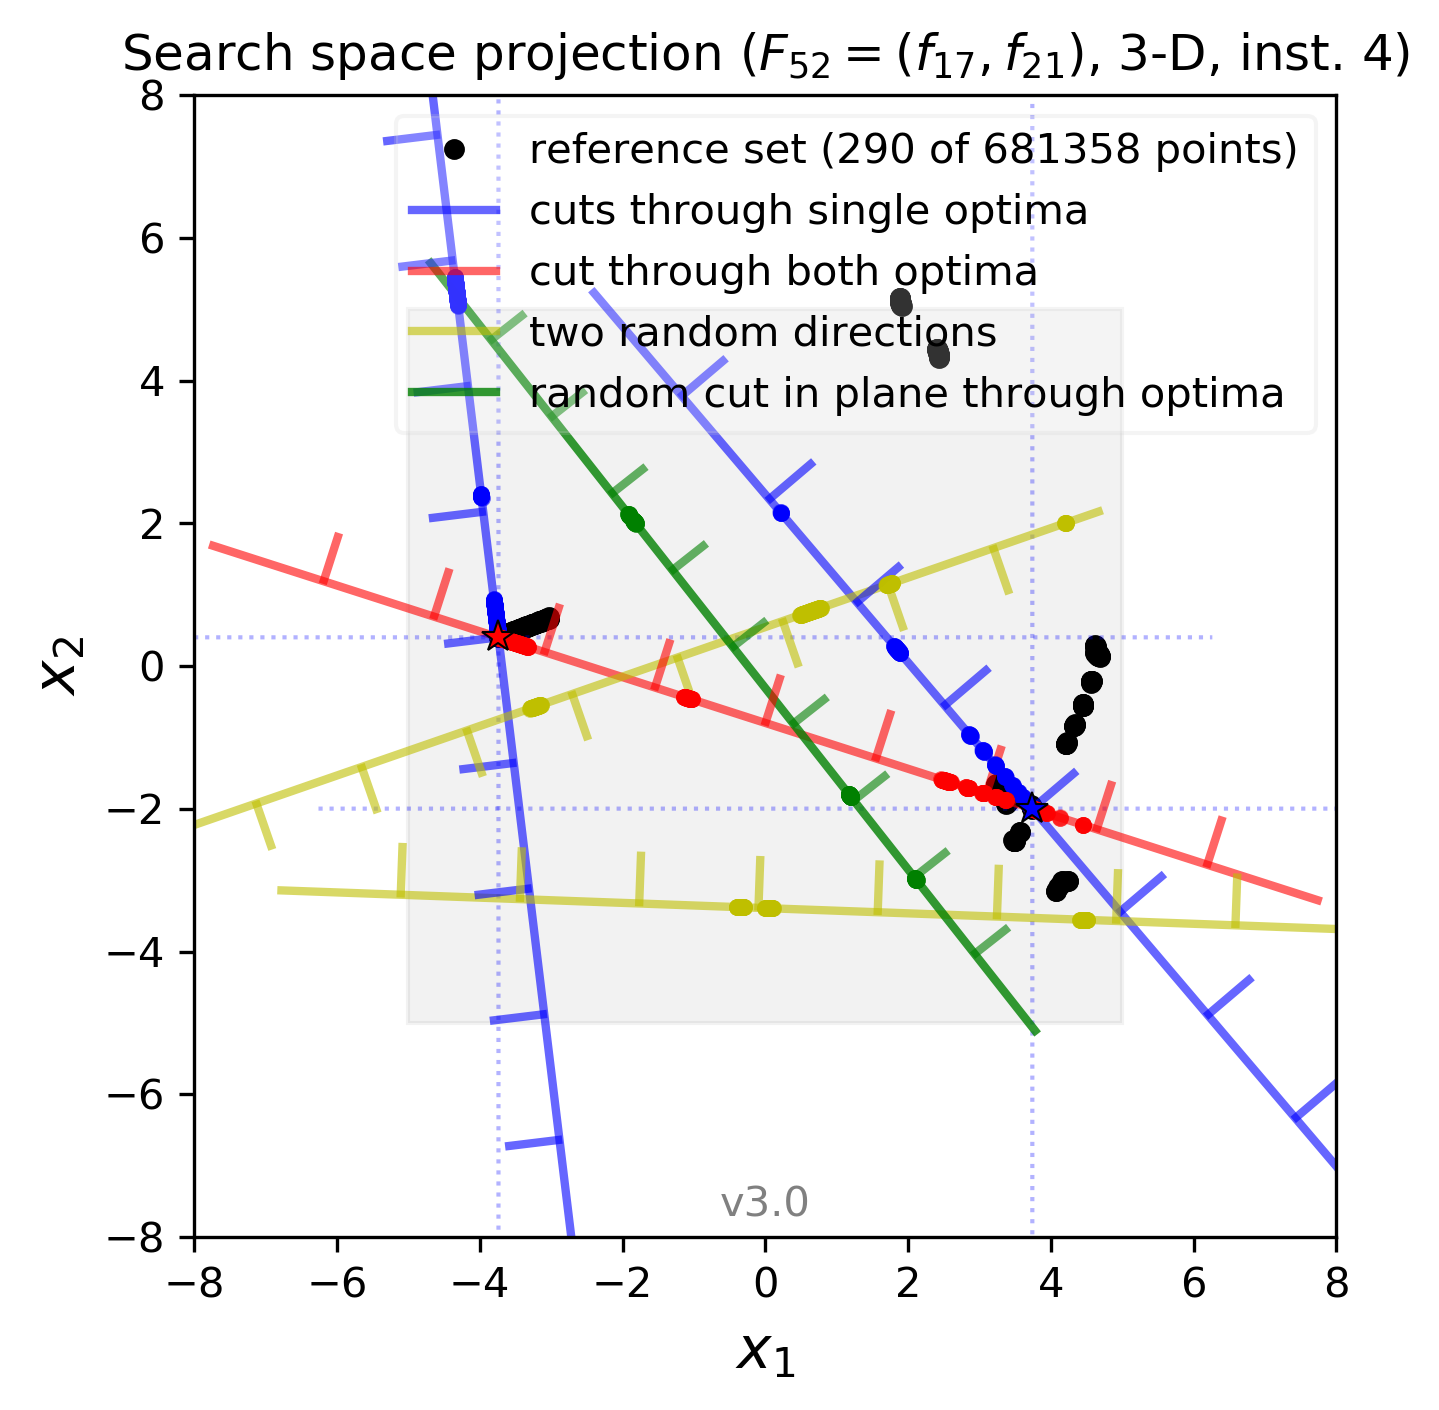 Search space projection (F52 = (f17, f21), 3-D, inst. 4)
reference set (290 of 681358 points)
cuts through single optima
cut through both optima
two random directions
random cut in plane through optima
8
6
4
2
0
−2
−4
−6
−8
x2
v3.0
−8 −6 −4 −2 0 2 4 6 8
x1